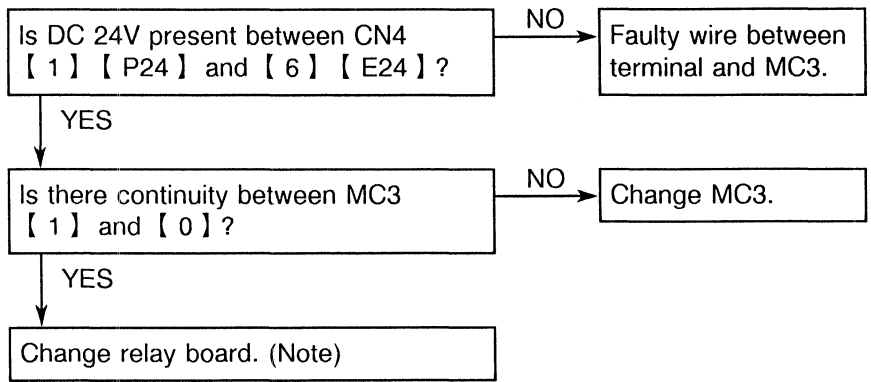 Is DC 24V present between CN4
【 1 】【 P24 】 and 【 6 】【 E24 】?
NO
Faulty wire between
terminal and MC3.
YES
Is there continuity between MC3
【 1 】 and 【 0 】?
NO
Change MC3.
YES
Change relay board. (Note)